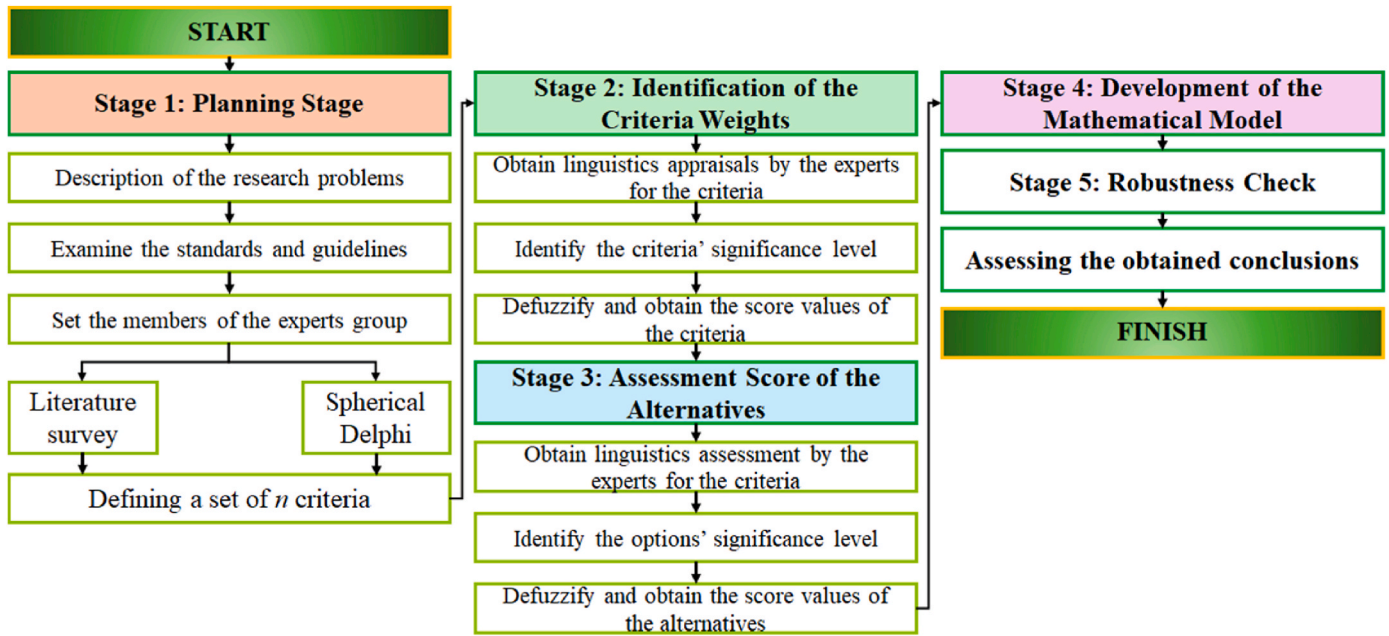 START
Stage 1: Planning Stage
Description of the research problems
Examine the standards and guidelines
Set the members of the experts group
Literature
survey
Spherical
Delphi
Defining a set of n criteria
Stage 2: Identification of the
Criteria Weights
Obtain linguistics appraisals by the experts
for the criteria
Identify the criteria’ significance level
Defuzzify and obtain the score values of
the criteria
Stage 3: Assessment Score of the
Alternatives
Obtain linguistics assessment by the
experts for the criteria
Identify the options’ significance level
Defuzzify and obtain the score values of
the alternatives
Stage 4: Development of the
Mathematical Model
Stage 5: Robustness Check
Assessing the obtained conclusions
FINISH